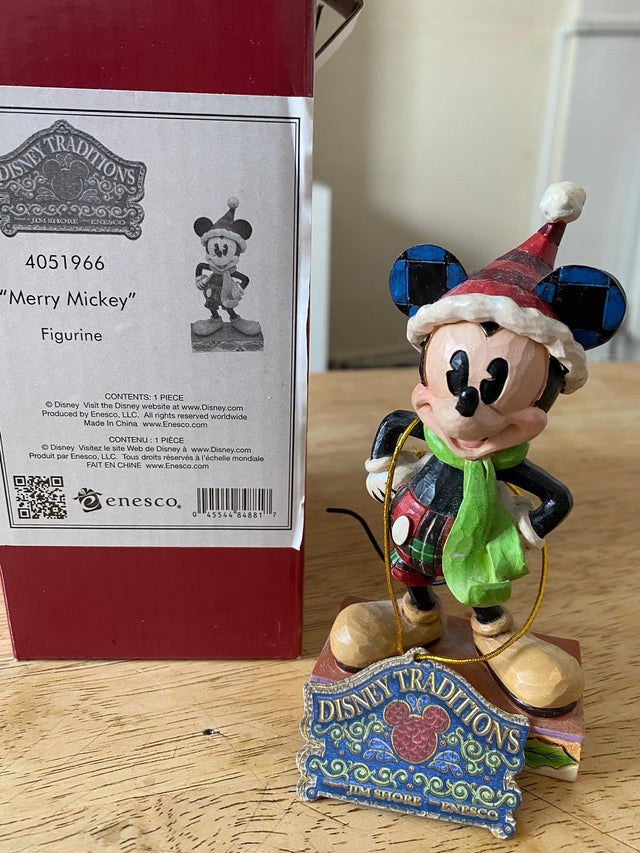 DISNEY TRADITIONS
JIM SHORE ENESCO
4051966
"Merry Mickey"
Figurine
CONTENTS: 1 PIECE
© Disney Visit the Disney website at www.Disney.com
Produced by Enesco, LLC. All rights reserved worldwide
Made In China www.Enesco.com
CONTENU : 1 PIÈCE
© Disney Visitez le site Web de Disney à www.Disney.com
Produit par Enesco, LLC. Tous droits réservés à l'échelle mondiale
FAIT EN CHINE www.Enesco.com
enesco.
0 45544 84881 7
DISNEY TRADITIONS
JIM SHORE ENESCO